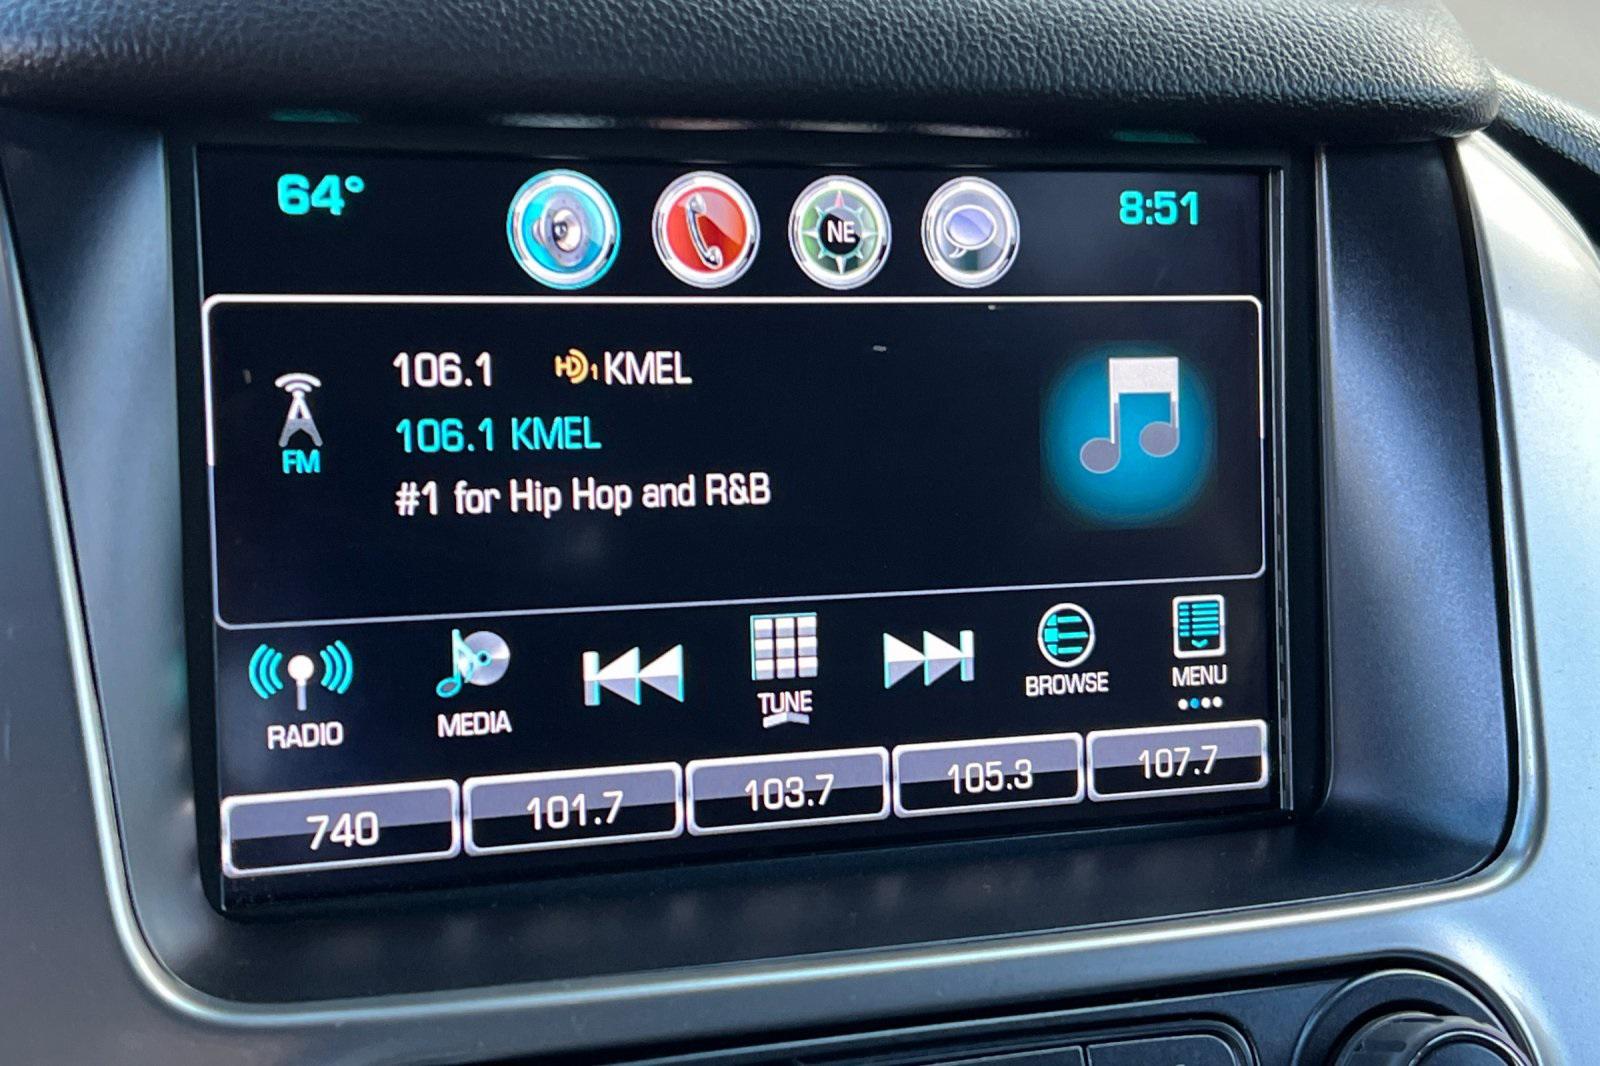 64° NE 8:51
106.1 HD1 KMEL
106.1 KMEL
FM
#1 for Hip Hop and R&B
RADIO MEDIA TUNE BROWSE MENU
740 101.7 103.7 105.3 107.7